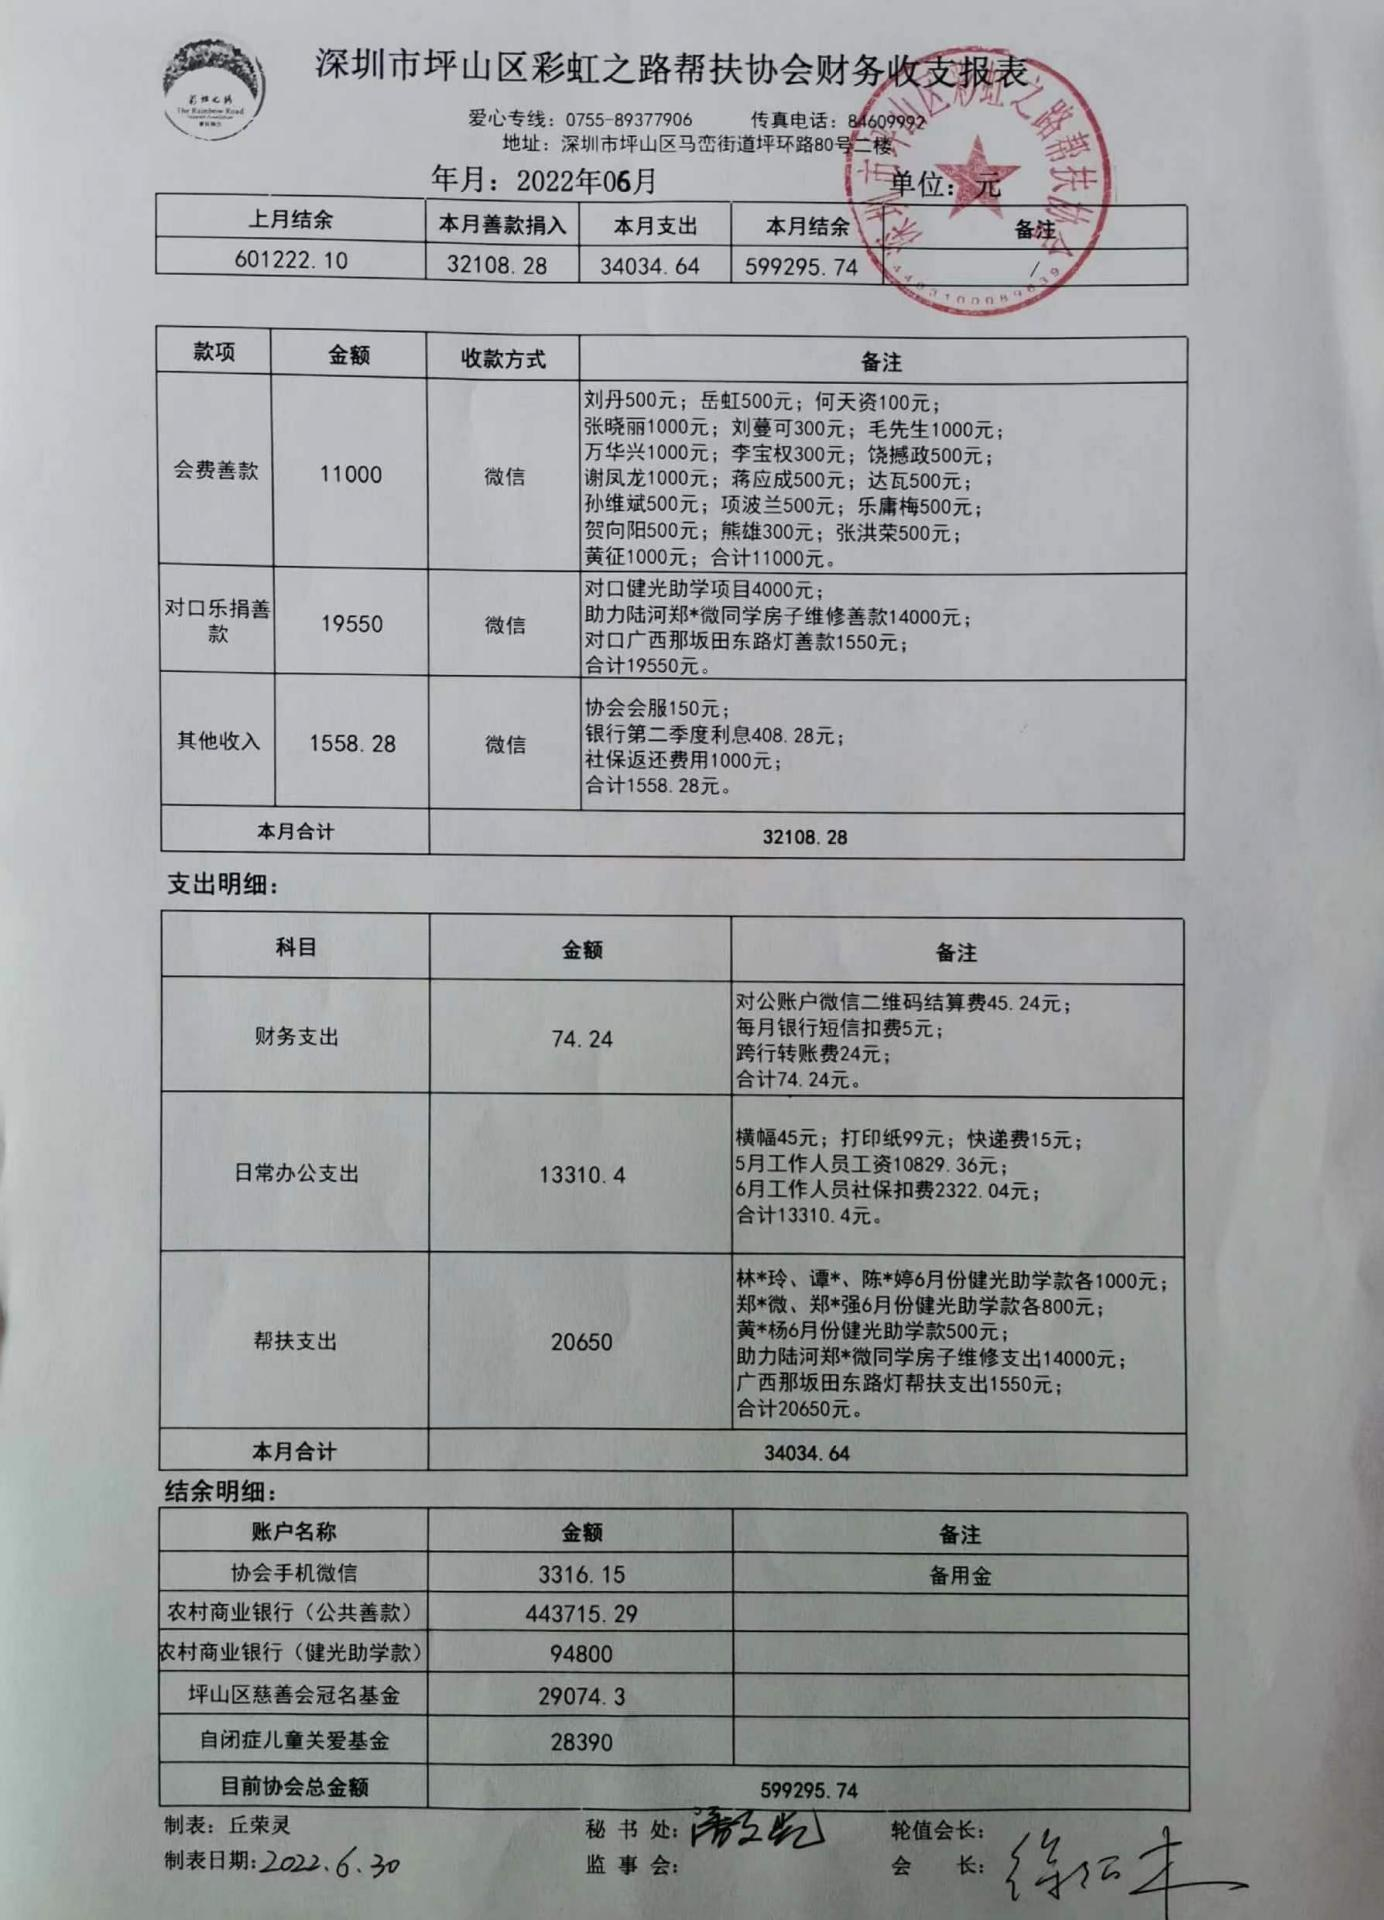 深圳市坪山区彩虹之路帮扶协会财务收支报表
彩虹之路
The Rainbow Road
爱心专线：0755-89377906 传真电话：84609992
地址：深圳市坪山区马峦街道坪环路80号二楼
年月：2022年06月 单位：元
深圳市坪山区彩虹之路帮扶协会
上月结余 本月善款捐入 本月支出 本月结余 备注
601222.10 32108.28 34034.64 599295.74 /
款项 金额 收款方式 备注
会费善款 11000 微信
刘丹500元；岳虹500元；何天资100元；
张晓丽1000元；刘蔓可300元；毛先生1000元；
万华兴1000元；李宝权300元；饶撼政500元；
谢凤龙1000元；蒋应成500元；达瓦500元；
孙维斌500元；项波兰500元；乐庸梅500元；
贺向阳500元；熊雄300元；张洪荣500元；
黄征1000元；合计11000元。
对口乐捐善
款
19550 微信
对口健光助学项目4000元；
助力陆河郑*微同学房子维修善款14000元；
对口广西那坂田东路灯善款1550元；
合计19550元。
其他收入 1558.28 微信
协会会服150元；
银行第二季度利息408.28元；
社保返还费用1000元；
合计1558.28元。
本月合计 32108.28
支出明细：
科目 金额 备注
财务支出 74.24
对公账户微信二维码结算费45.24元；
每月银行短信扣费5元；
跨行转账费24元；
合计74.24元。
日常办公支出 13310.4
横幅45元；打印纸99元；快递费15元；
5月工作人员工资10829.36元；
6月工作人员社保扣费2322.04元；
合计13310.4元。
帮扶支出 20650
林*玲、谭*、陈*婷6月份健光助学款各1000元；
郑*微、郑*强6月份健光助学款各800元；
黄*杨6月份健光助学款500元；
助力陆河郑*微同学房子维修支出14000元；
广西那坂田东路灯帮扶支出1550元；
合计20650元。
本月合计 34034.64
结余明细：
账户名称 金额 备注
协会手机微信 3316.15 备用金
农村商业银行（公共善款） 443715.29
农村商业银行（健光助学款） 94800
坪山区慈善会冠名基金 29074.3
自闭症儿童关爱基金 28390
目前协会总金额 599295.74
制表：丘荣灵 秘 书 处： 轮值会长：
制表日期：2022.6.30 监 事 会： 会 长：